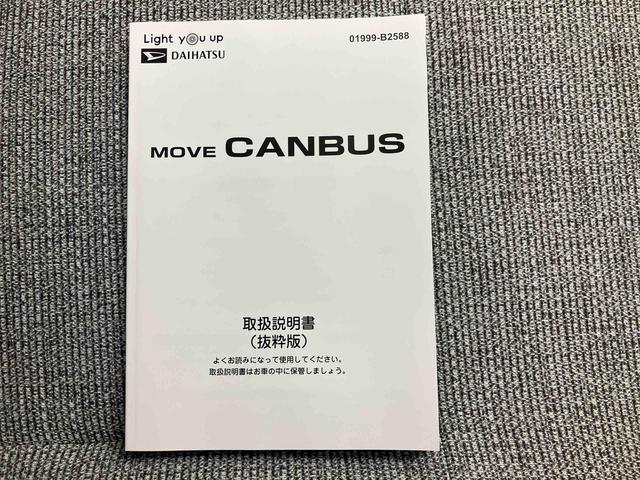 Light you up
01999-B2588
DAIHATSU
MOVE CANBUS
取扱説明書
（抜粋版）
よくお読みになって使用してください。
取扱説明書はお車の中に保管しましょう。